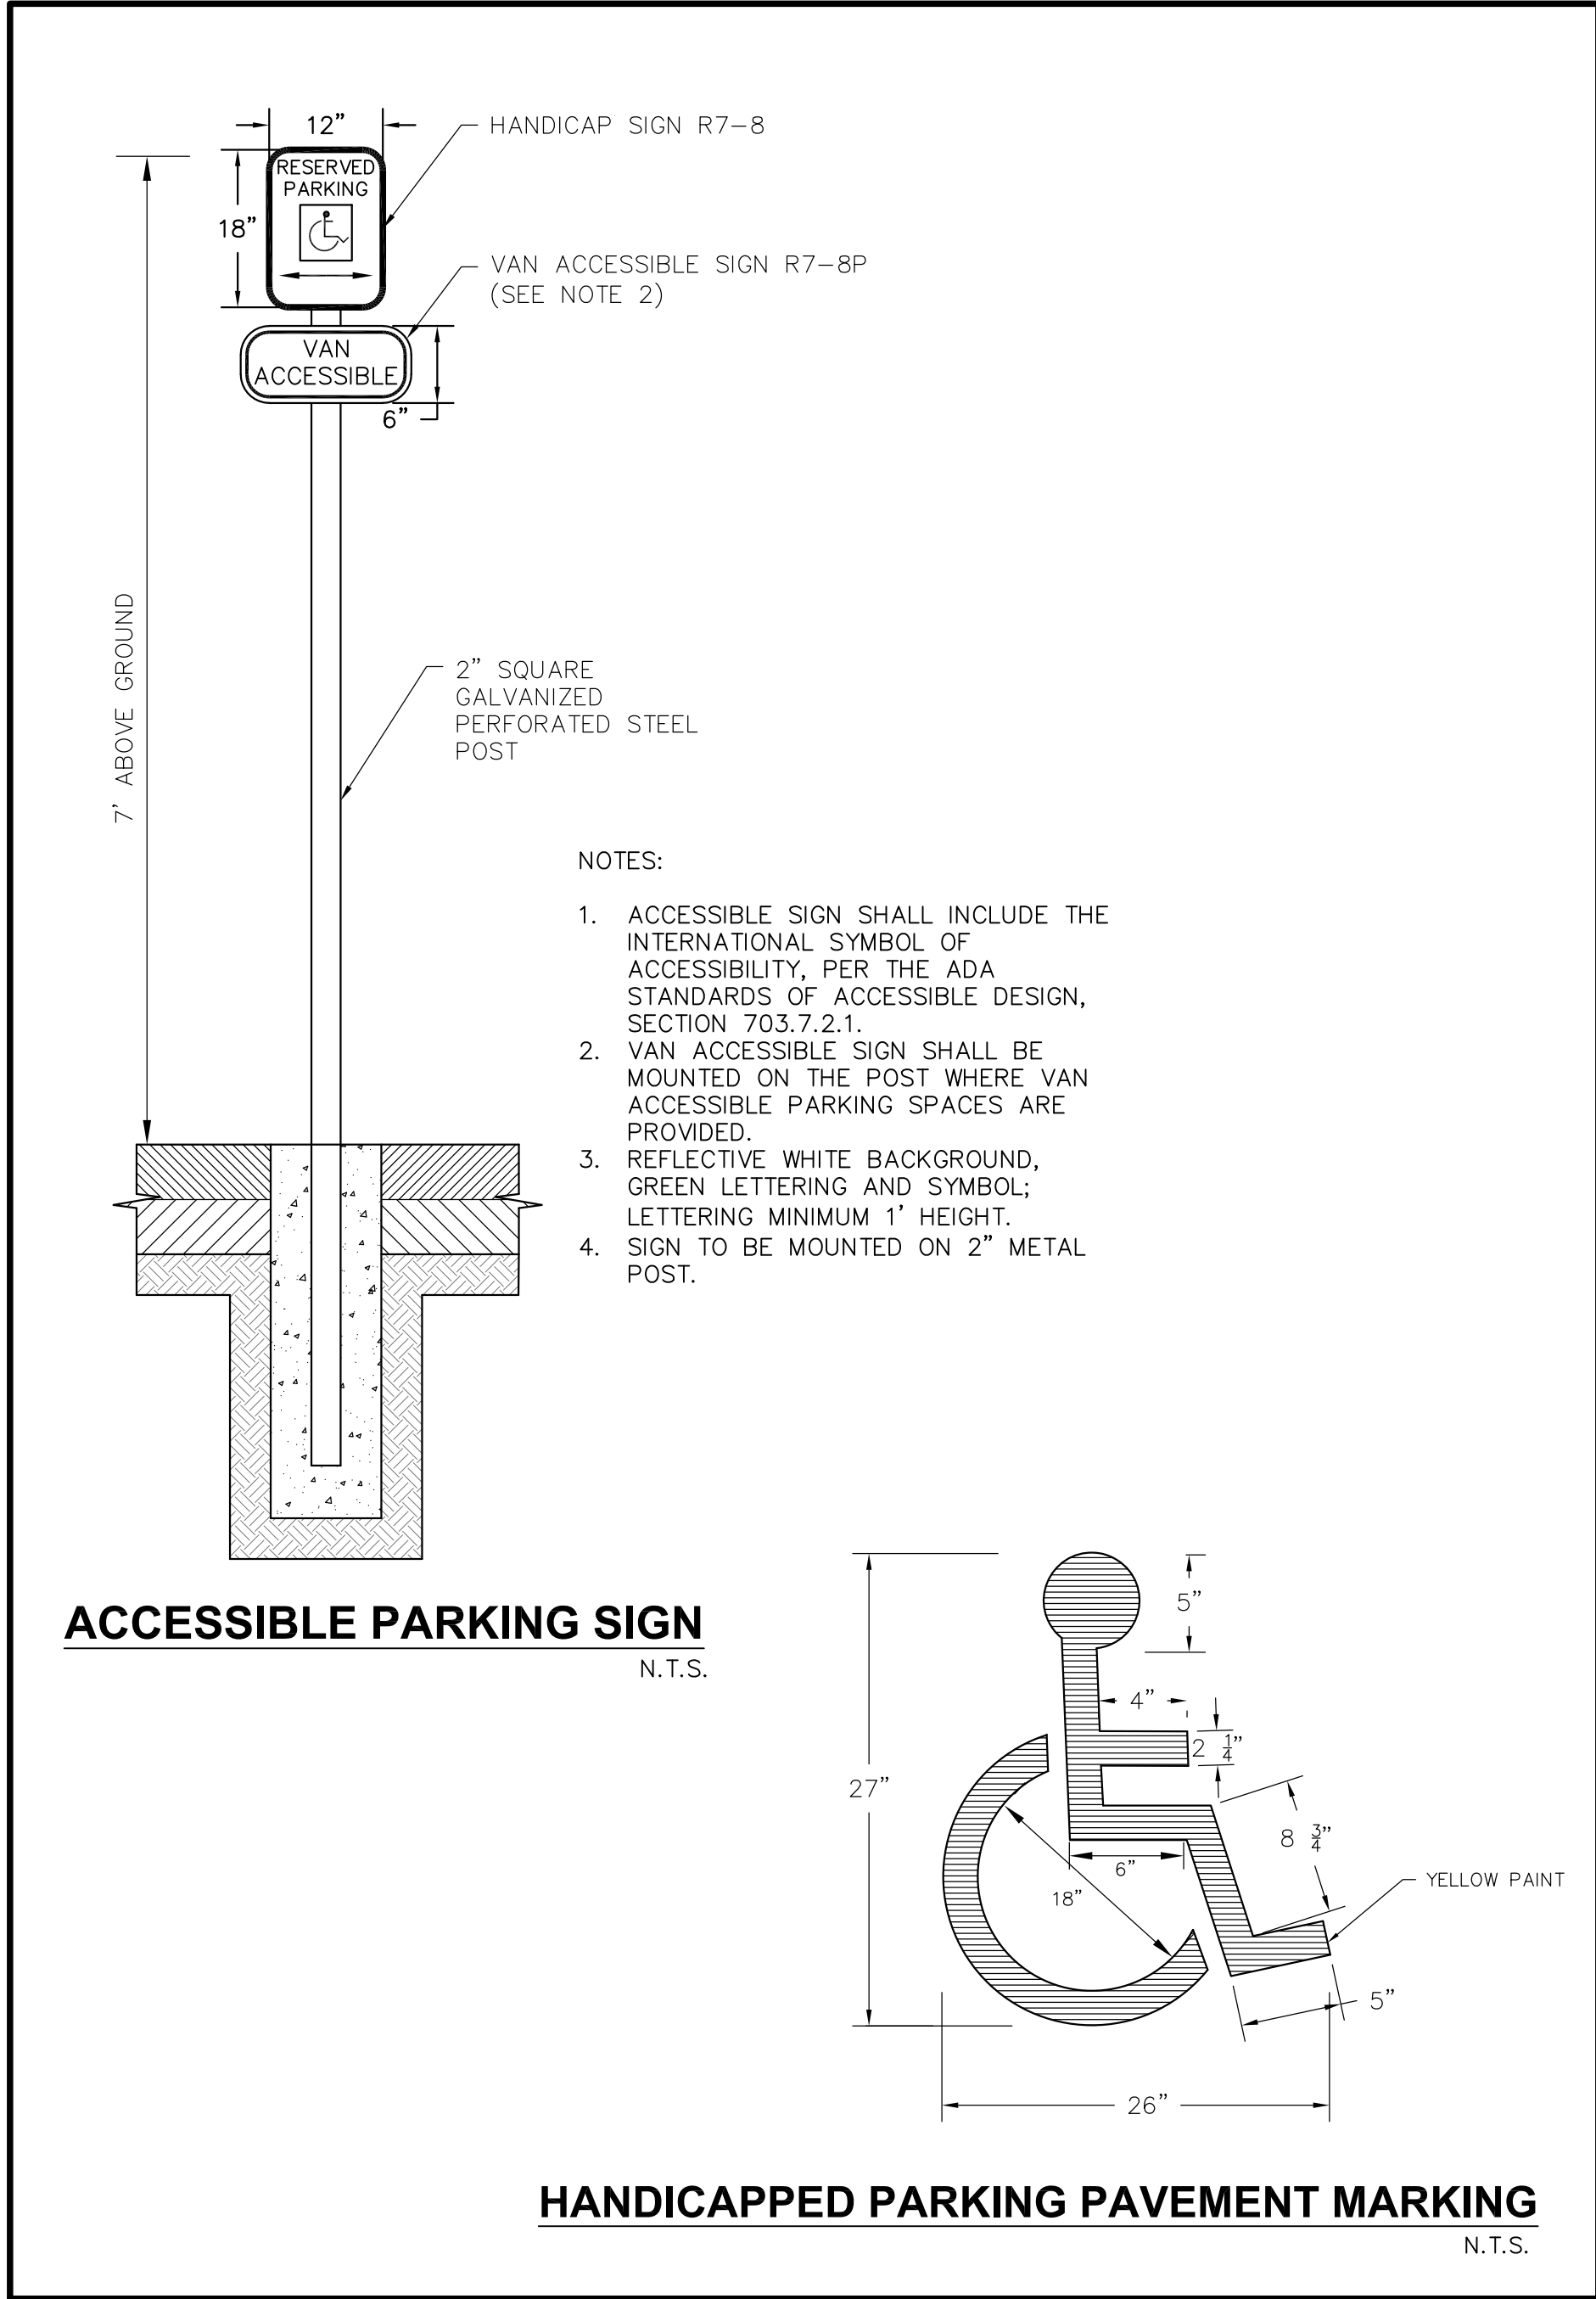 12”
HANDICAP SIGN R7-8
RESERVED
PARKING
18”
VAN ACCESSIBLE SIGN R7-8P
(SEE NOTE 2)
VAN
ACCESSIBLE
6”
7’ ABOVE GROUND
2” SQUARE
GALVANIZED
PERFORATED STEEL
POST
NOTES:
1. ACCESSIBLE SIGN SHALL INCLUDE THE
INTERNATIONAL SYMBOL OF
ACCESSIBILITY, PER THE ADA
STANDARDS OF ACCESSIBLE DESIGN,
SECTION 703.7.2.1.
2. VAN ACCESSIBLE SIGN SHALL BE
MOUNTED ON THE POST WHERE VAN
ACCESSIBLE PARKING SPACES ARE
PROVIDED.
3. REFLECTIVE WHITE BACKGROUND,
GREEN LETTERING AND SYMBOL;
LETTERING MINIMUM 1’ HEIGHT.
4. SIGN TO BE MOUNTED ON 2” METAL
POST.
ACCESSIBLE PARKING SIGN
N.T.S.
5”
4”
2 1/4”
27”
8 3/4”
6”
18”
YELLOW PAINT
5”
26”
HANDICAPPED PARKING PAVEMENT MARKING
N.T.S.